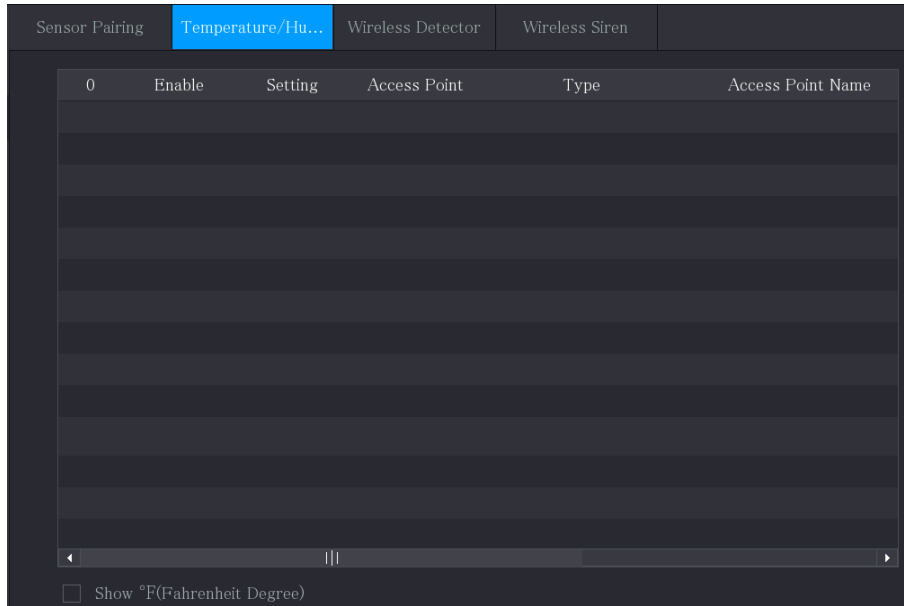 Sensor Pairing Temperature/Hu... Wireless Detector Wireless Siren
0 Enable Setting Access Point Type Access Point Name
Show °F(Fahrenheit Degree)